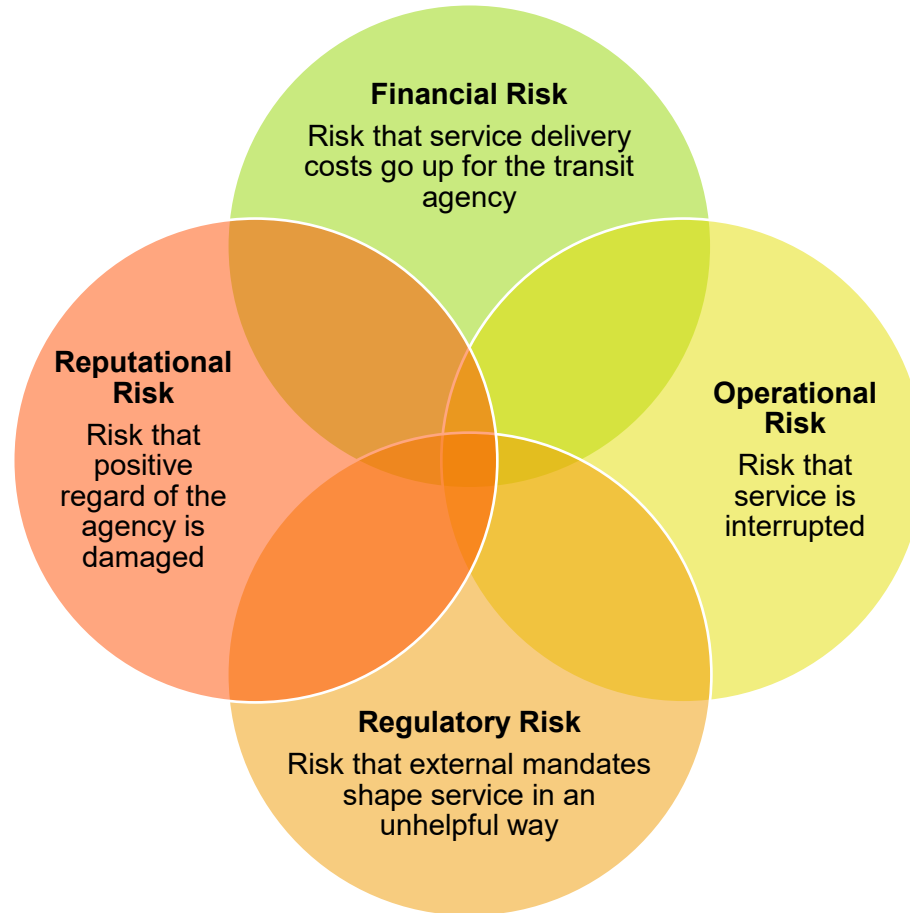 Financial Risk
Risk that service delivery
costs go up for the transit
agency
Reputational
Risk
Risk that
positive
regard of the
agency is
damaged
Operational
Risk
Risk that
service is
interrupted
Regulatory Risk
Risk that external mandates
shape service in an
unhelpful way